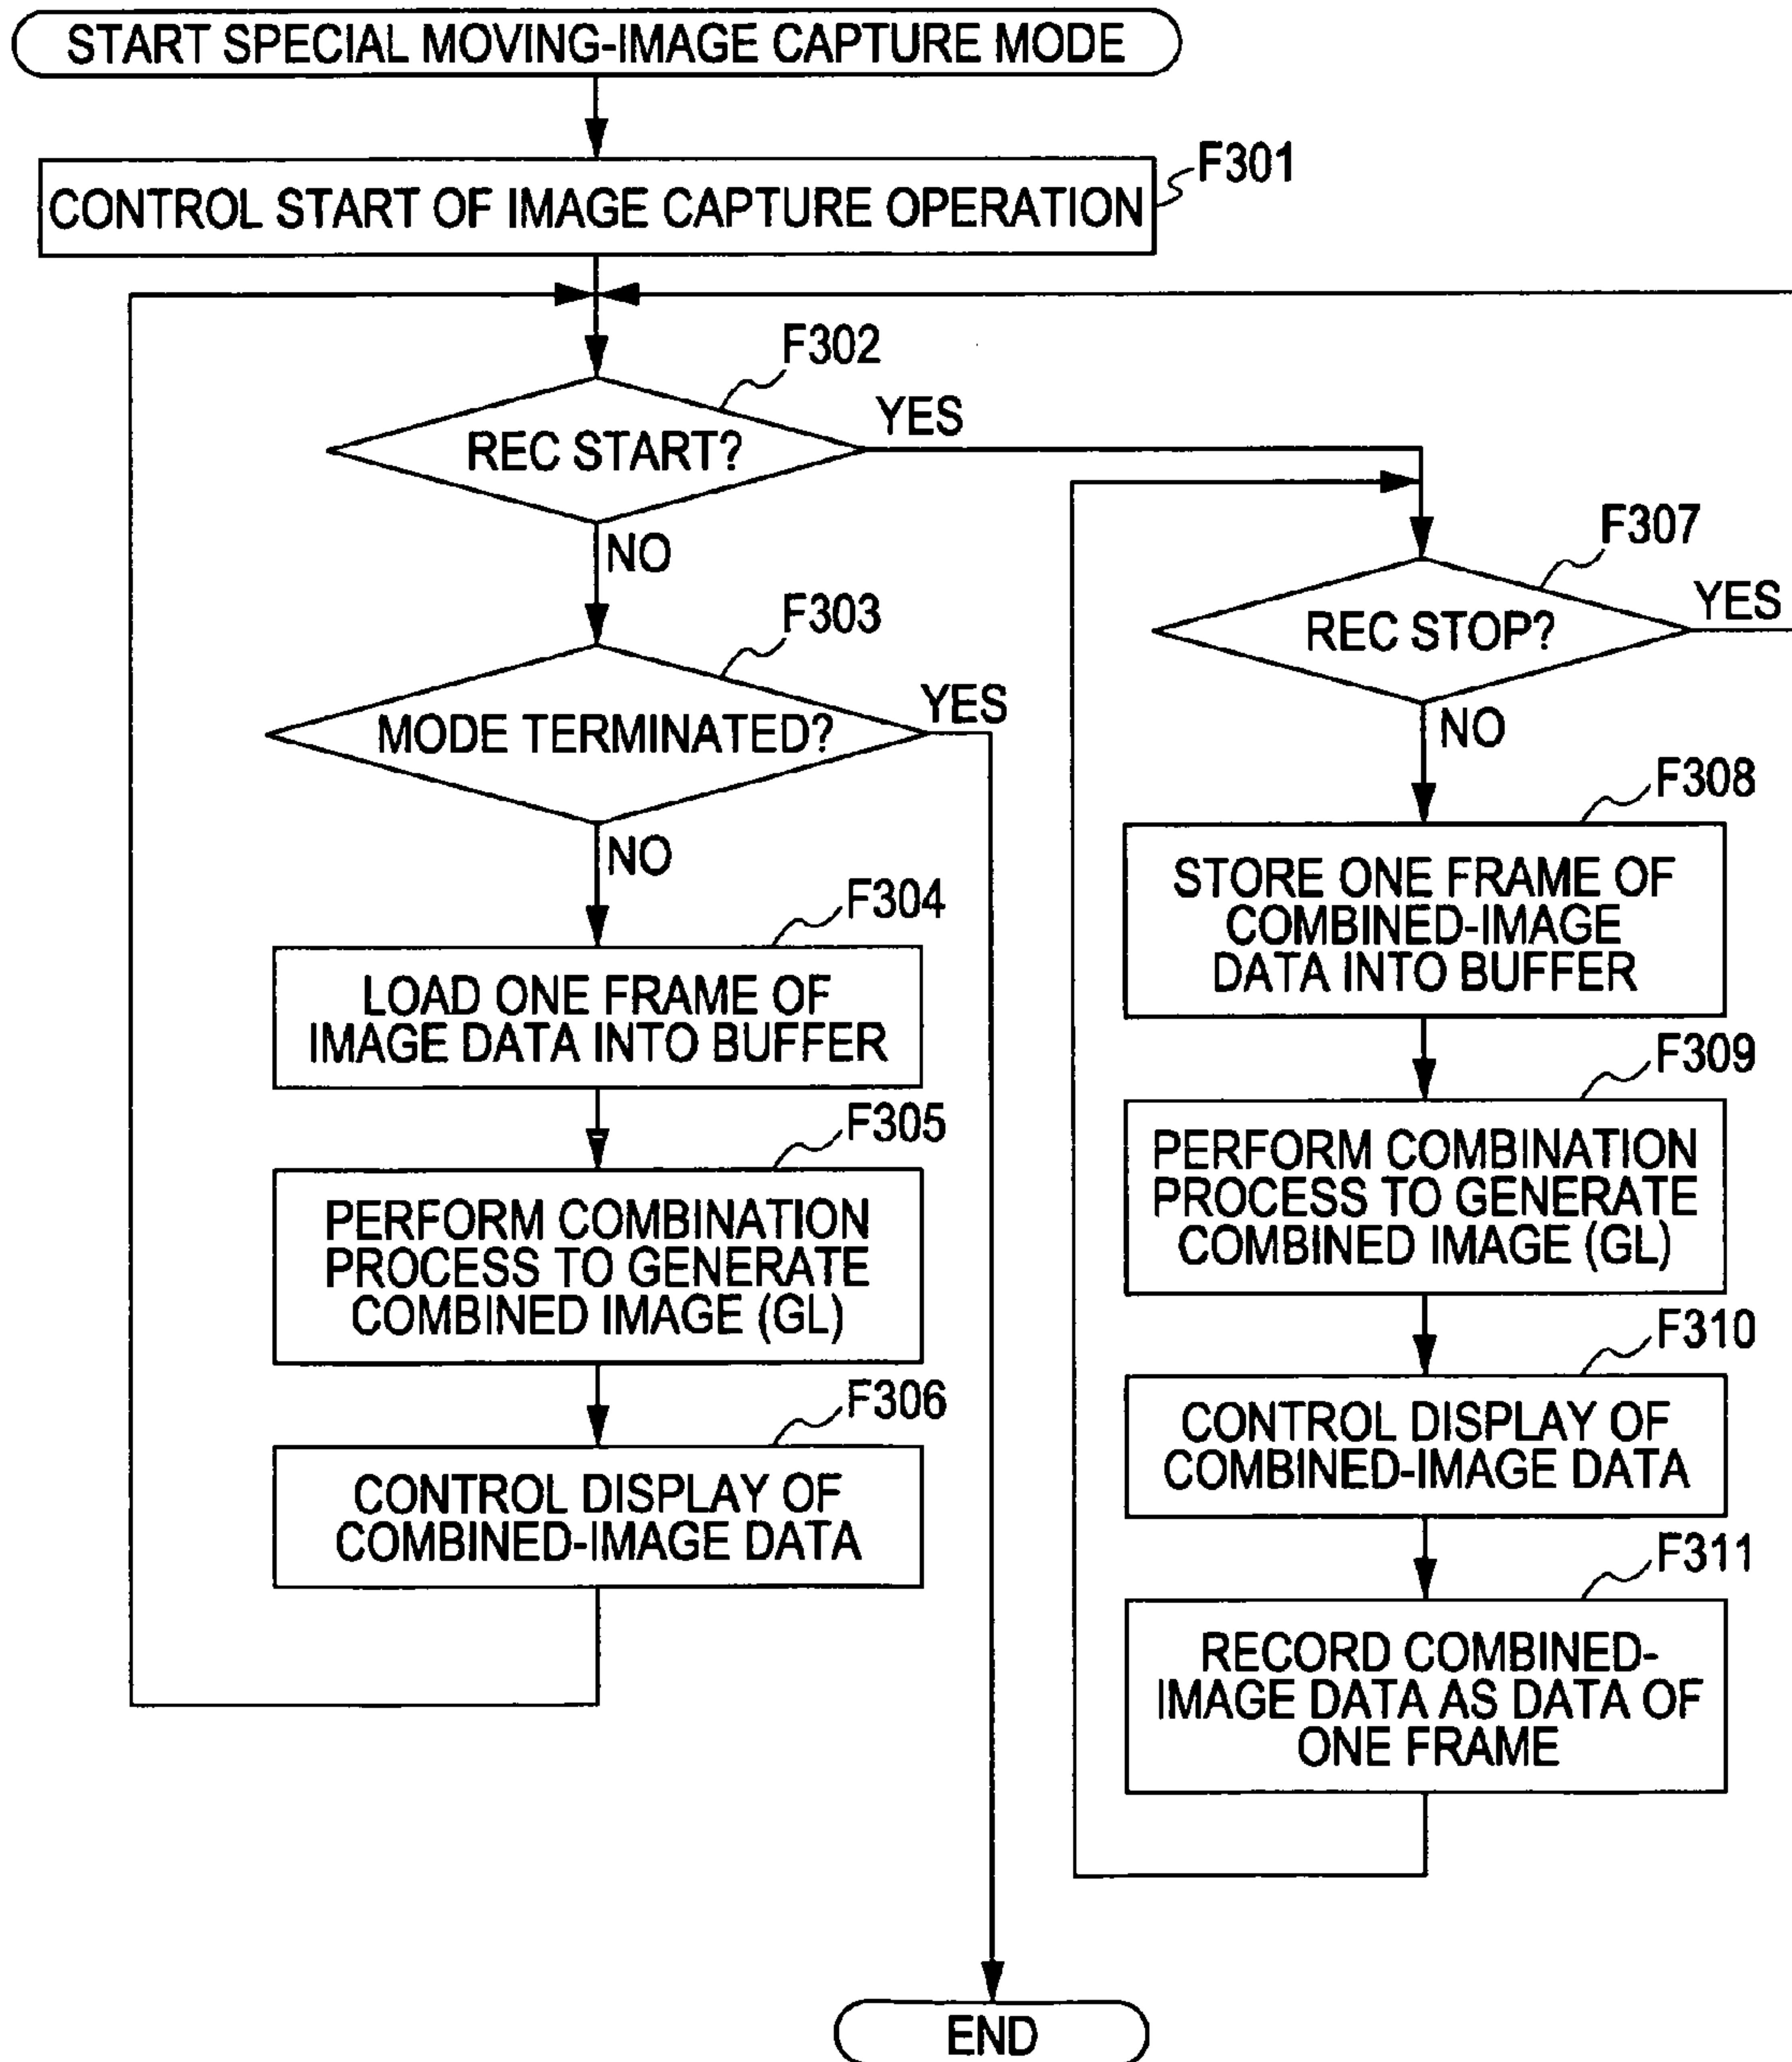 START SPECIAL MOVING-IMAGE CAPTURE MODE
F301
CONTROL START OF IMAGE CAPTURE OPERATION
F302
REC START?
YES
NO
F303
MODE TERMINATED?
YES
NO
F304
LOAD ONE FRAME OF
IMAGE DATA INTO BUFFER
F305
PERFORM COMBINATION
PROCESS TO GENERATE
COMBINED IMAGE (GL)
F306
CONTROL DISPLAY OF
COMBINED-IMAGE DATA
F307
REC STOP?
YES
NO
F308
STORE ONE FRAME OF
COMBINED-IMAGE
DATA INTO BUFFER
F309
PERFORM COMBINATION
PROCESS TO GENERATE
COMBINED IMAGE (GL)
F310
CONTROL DISPLAY OF
COMBINED-IMAGE DATA
F311
RECORD COMBINED-
IMAGE DATA AS DATA OF
ONE FRAME
END